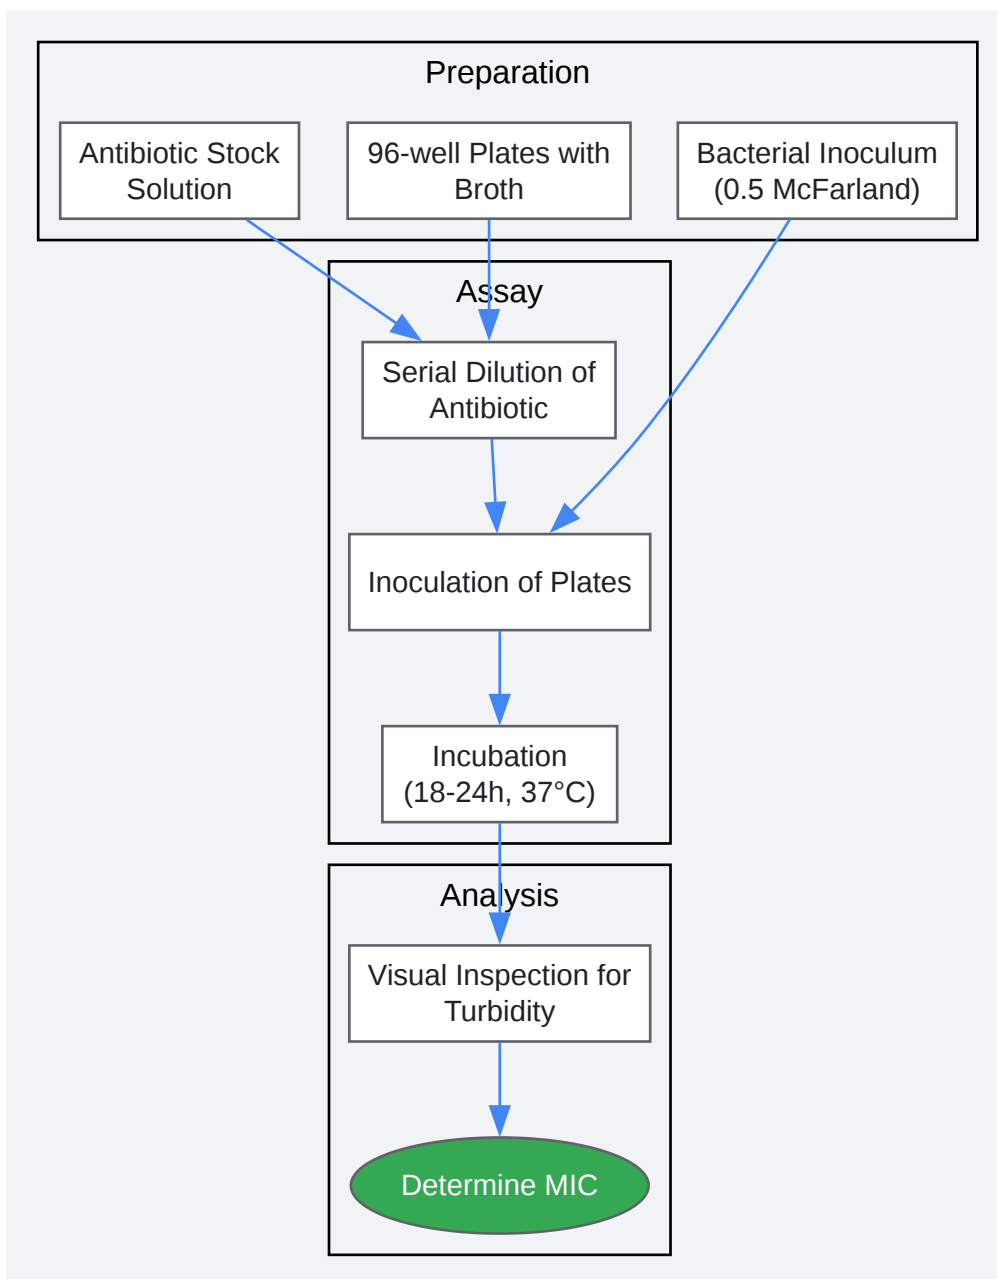 Preparation
Antibiotic Stock
Solution
96-well Plates with
Broth
Bacterial Inoculum
(0.5 McFarland)
Assay
Serial Dilution of
Antibiotic
Inoculation of Plates
Incubation
(18-24h, 37°C)
Analysis
Visual Inspection for
Turbidity
Determine MIC